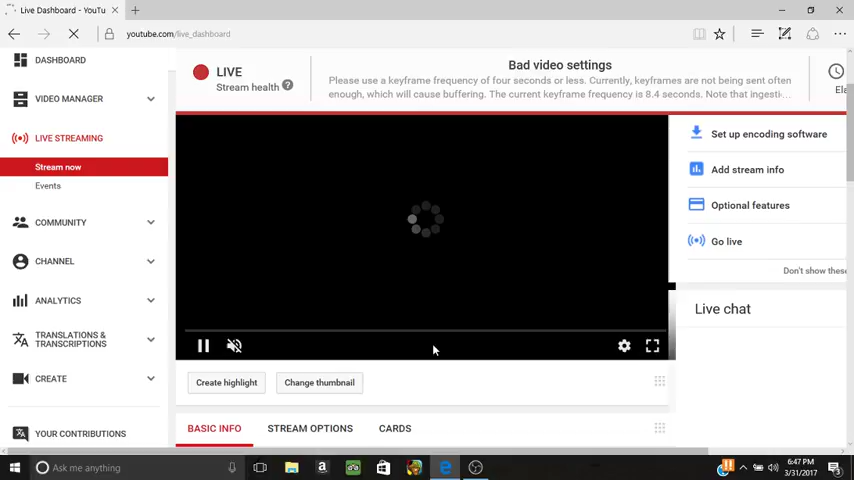 Live Dashboard - YouTu
youtube.com/live_dashboard
DASHBOARD
VIDEO MANAGER
LIVE STREAMING
Stream now
Events
COMMUNITY
CHANNEL
ANALYTICS
TRANSLATIONS &
TRANSCRIPTIONS
CREATE
YOUR CONTRIBUTIONS
LIVE
Stream health ?
Bad video settings
Please use a keyframe frequency of four seconds or less. Currently, keyframes are not being sent often
enough, which will cause buffering. The current keyframe frequency is 8.4 seconds. Note that ingesti-...
Ela
Set up encoding software
Add stream info
Optional features
Go live
Don't show these
Live chat
Create highlight
Change thumbnail
BASIC INFO
STREAM OPTIONS
CARDS
Ask me anything
6:47 PM
3/31/2017